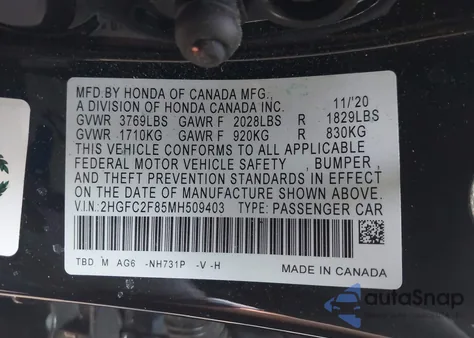 MFD.BY HONDA OF CANADA MFG.,
A DIVISION OF HONDA CANADA INC. 11/'20
GVWR 3769LBS GAWR F 2028LBS R 1829LBS
GVWR 1710KG GAWR F 920KG R 830KG
THIS VEHICLE CONFORMS TO ALL APPLICABLE
FEDERAL MOTOR VEHICLE SAFETY , BUMPER ,
AND THEFT PREVENTION STANDARDS IN EFFECT
ON THE DATE OF MANUFACTURE SHOWN ABOVE.
V.I.N: 2HGFC2F85MH509403 TYPE: PASSENGER CAR
TBD M AG6 -NH731P -V -H
MADE IN CANADA
autoSnap